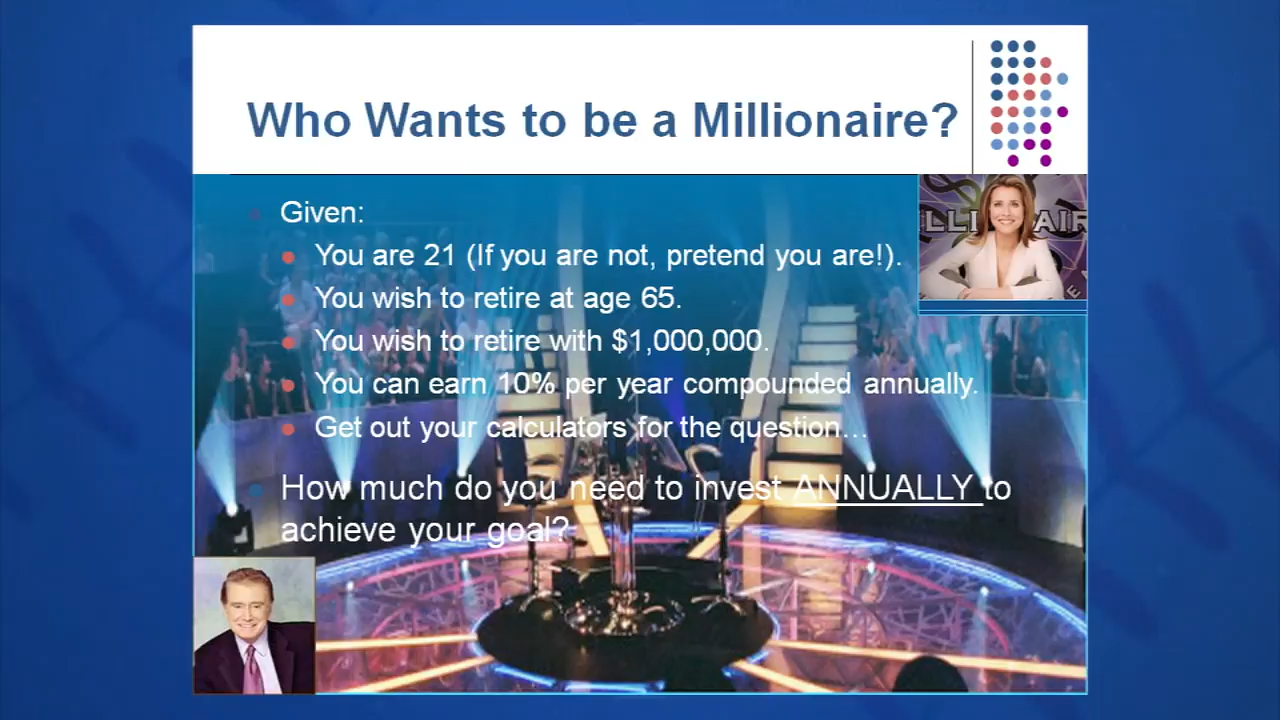 Who Wants to be a Millionaire?
Given:
You are 21 (If you are not, pretend you are!).
You wish to retire at age 65.
You wish to retire with $1,000,000.
You can earn 10% per year compounded annually.
Get out your calculators for the question…
How much do you need to invest ANNUALLY to
achieve your goal?
ILLI AIR